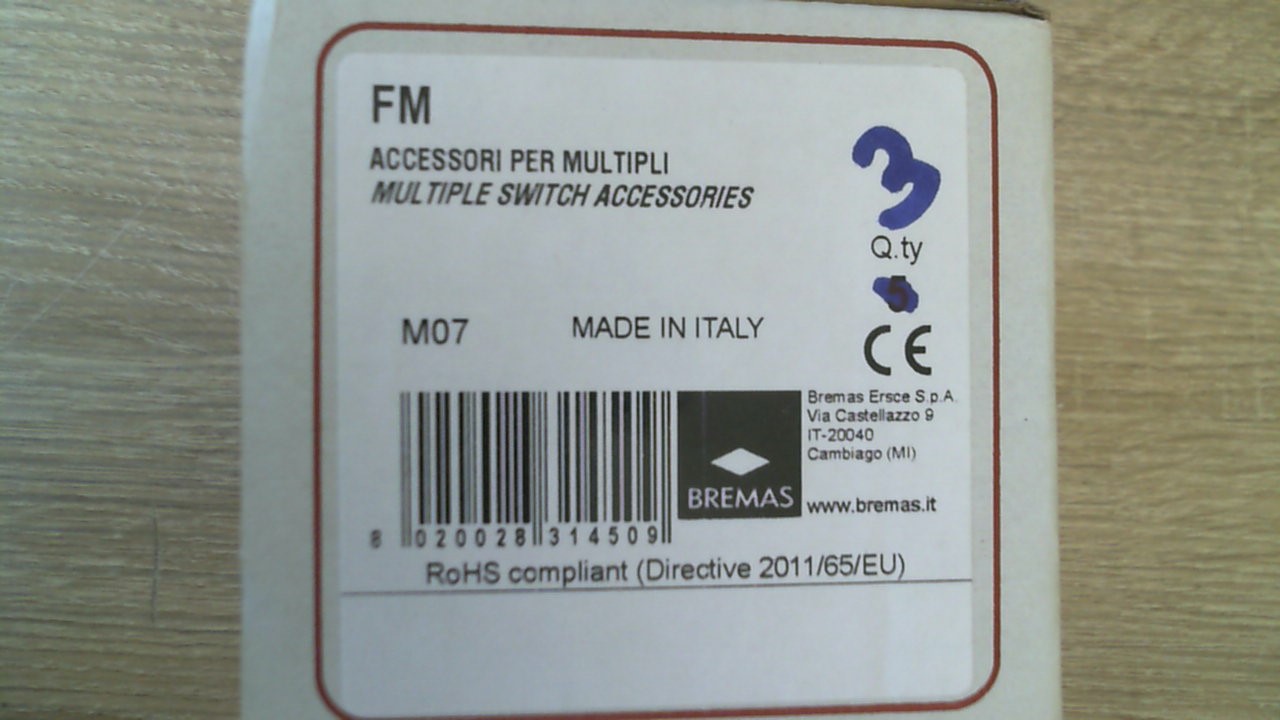 FM
ACCESSORI PER MULTIPLI
MULTIPLE SWITCH ACCESSORIES
3
Q.ty
5
M07
MADE IN ITALY
CE
BREMAS
Bremas Ersce S.p.A.
Via Castellazzo 9
IT-20040
Cambiago (MI)
www.bremas.it
8 020028 314509
RoHS compliant (Directive 2011/65/EU)